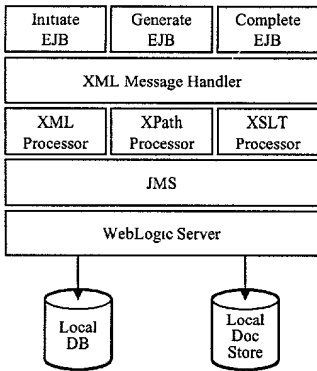 Initiate Generate Complete
EJB EJB EJB
XML Message Handler
XML XPath XSLT
Processor Processor Processor
JMS
WebLogic Server
Local Local
DB Doc
Store